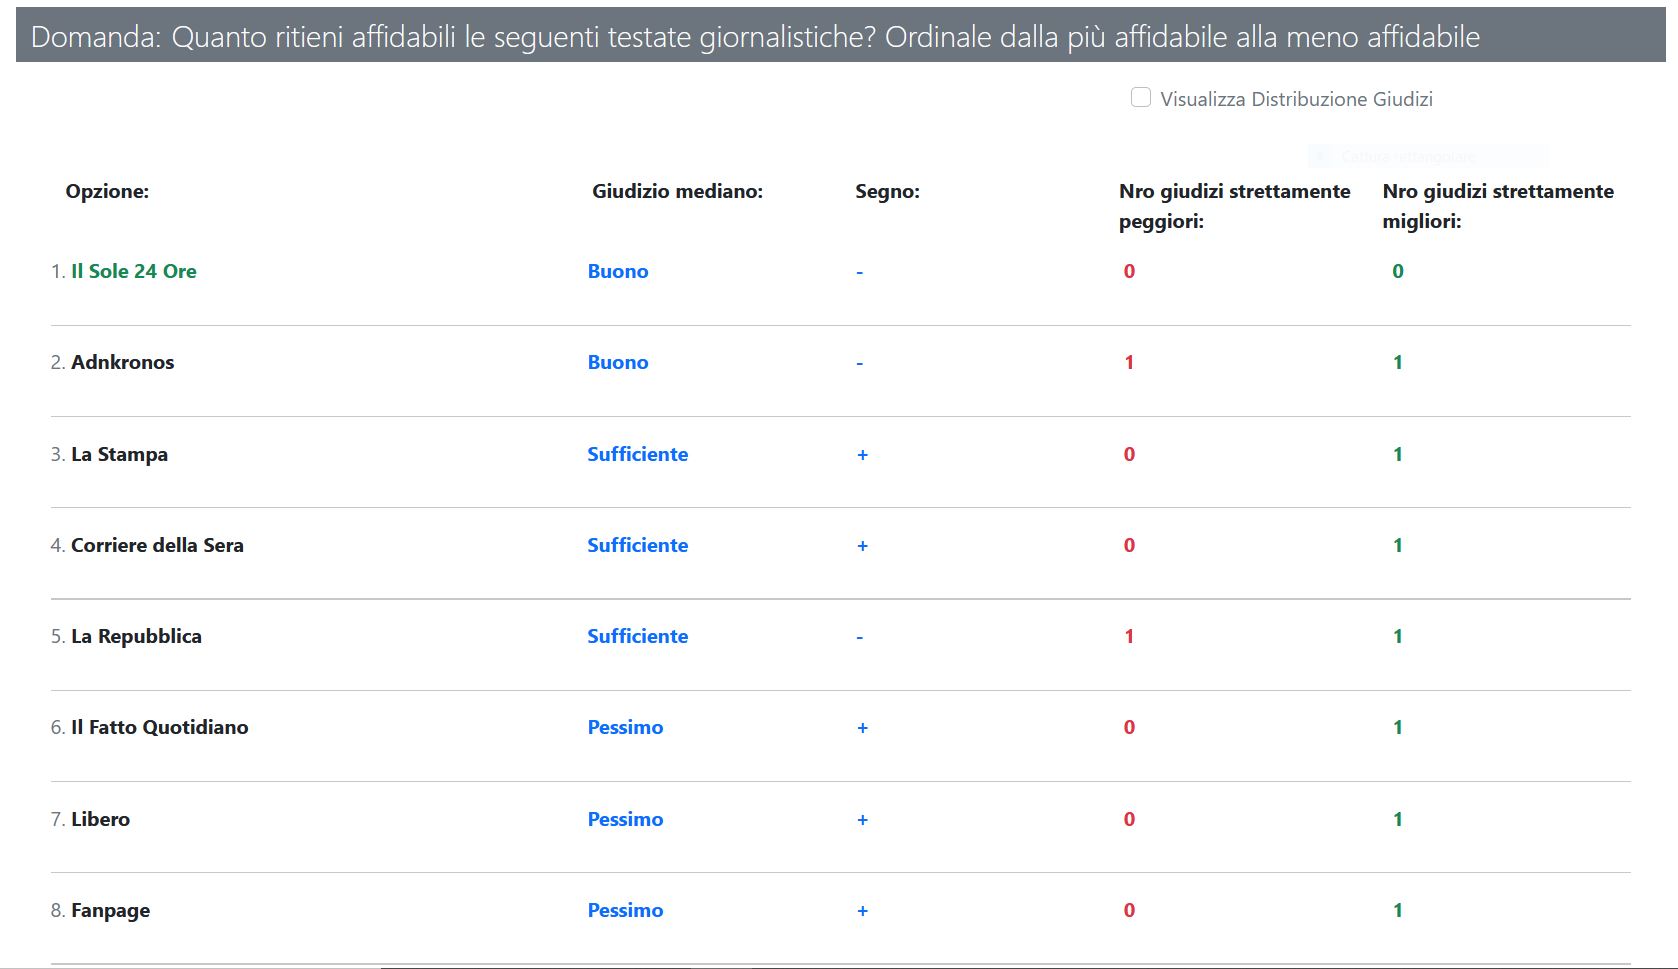 Domanda: Quanto ritieni affidabili le seguenti testate giornalistiche? Ordinale dalla più affidabile alla meno affidabile
Visualizza Distribuzione Giudizi
Cattura rettangolare
Opzione: Giudizio mediano: Segno: Nro giudizi strettamente peggiori: Nro giudizi strettamente migliori:
1. Il Sole 24 Ore Buono - 0 0
2. Adnkronos Buono - 1 1
3. La Stampa Sufficiente + 0 1
4. Corriere della Sera Sufficiente + 0 1
5. La Repubblica Sufficiente - 1 1
6. Il Fatto Quotidiano Pessimo + 0 1
7. Libero Pessimo + 0 1
8. Fanpage Pessimo + 0 1